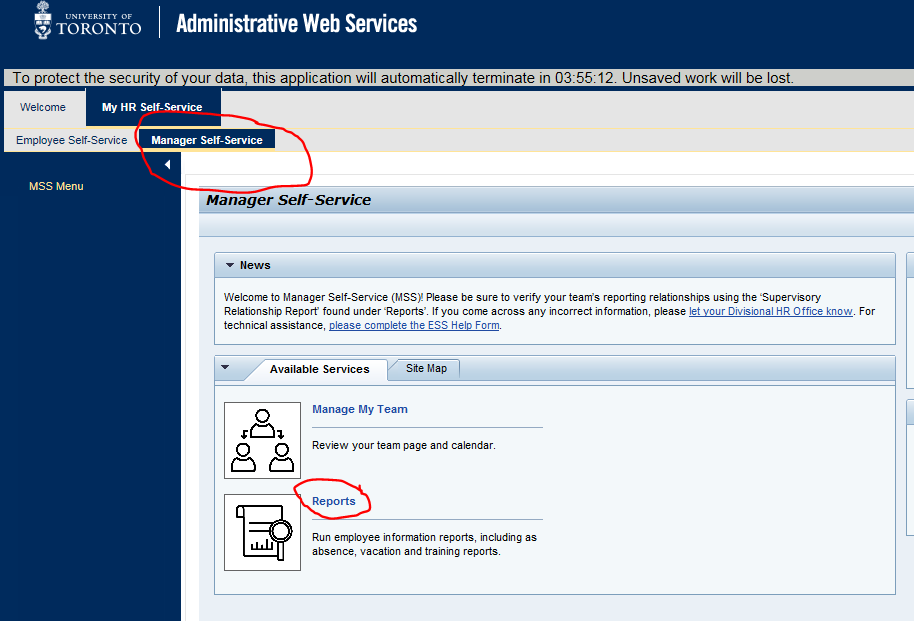 UNIVERSITY OF
TORONTO
Administrative Web Services
To protect the security of your data, this application will automatically terminate in 03:55:12. Unsaved work will be lost.
Welcome
My HR Self-Service
Employee Self-Service
Manager Self-Service
MSS Menu
Manager Self-Service
News
Welcome to Manager Self-Service (MSS)! Please be sure to verify your team's reporting relationships using the 'Supervisory
Relationship Report' found under 'Reports'. If you come across any incorrect information, please let your Divisional HR Office know. For
technical assistance, please complete the ESS Help Form.
Available Services
Site Map
Manage My Team
Review your team page and calendar.
Reports
Run employee information reports, including as
absence, vacation and training reports.